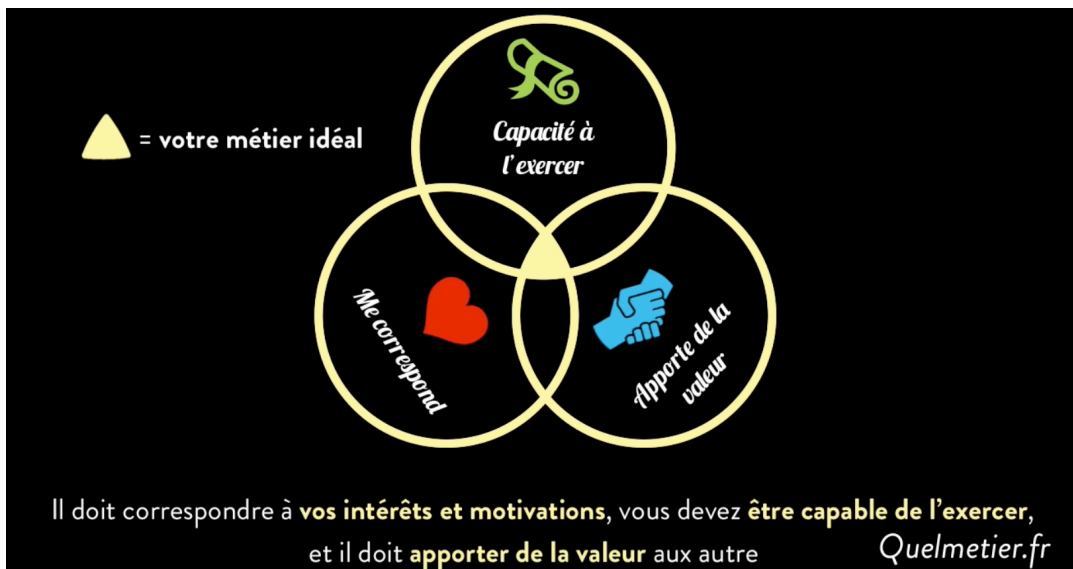 Capacité à
l'exercer
= votre métier idéal
Me correspond
Apporte de la
valeur
Il doit correspondre à vos intérêts et motivations, vous devez être capable de l'exercer,
et il doit apporter de la valeur aux autre
Quelmetier.fr